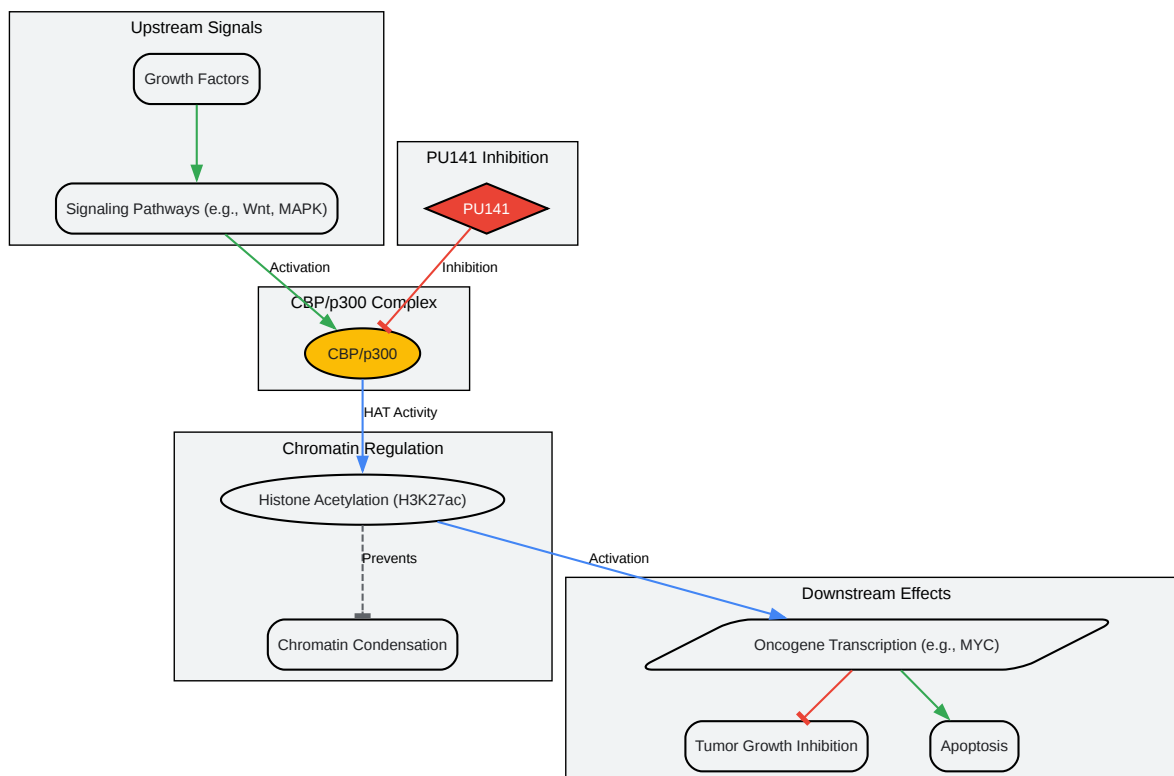 Upstream Signals
Growth Factors
PU141 Inhibition
Signaling Pathways (e.g., Wnt, MAPK)
PU141
Activation
Inhibition
CBP/p300 Complex
CBP/p300
HAT Activity
Chromatin Regulation
Histone Acetylation (H3K27ac)
Prevents
Activation
Downstream Effects
Chromatin Condensation
Oncogene Transcription (e.g., MYC)
Tumor Growth Inhibition
Apoptosis